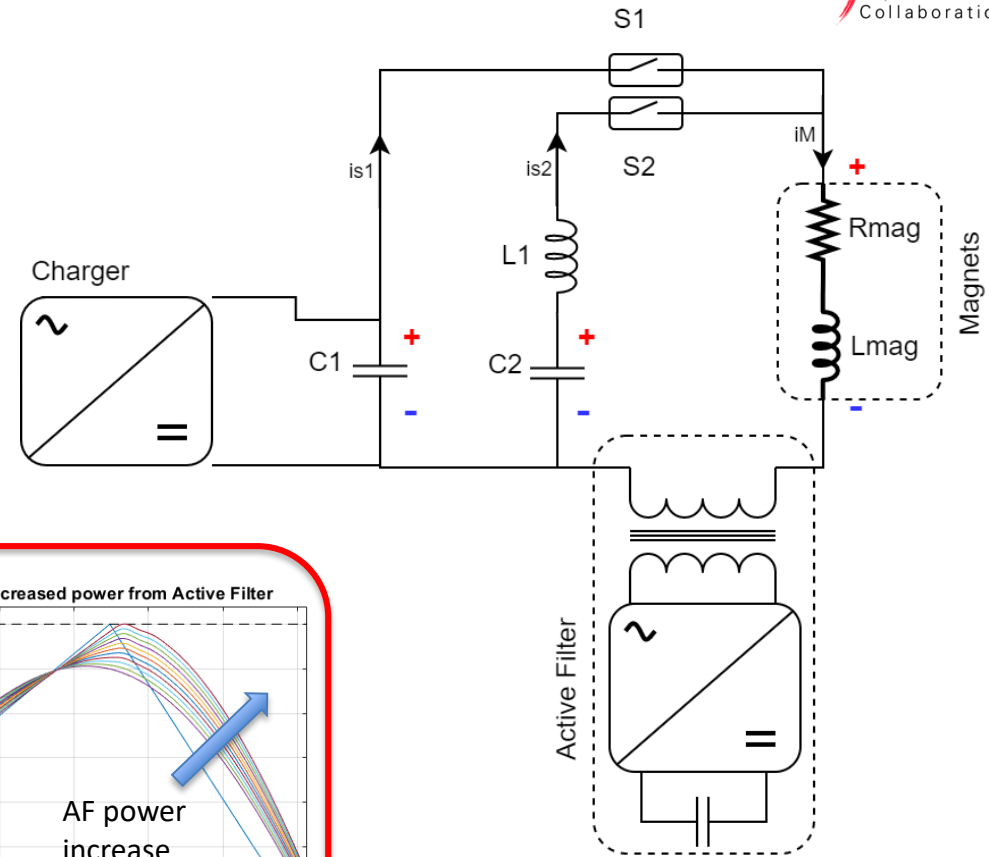 Collaboratio
S1
iM
+
is1
is2
S2
Rmag
Magnets
L1
Charger
+
+
C1
C2
Lmag
-
-
-
creased power from Active Filter
Active Filter
AF power
increase